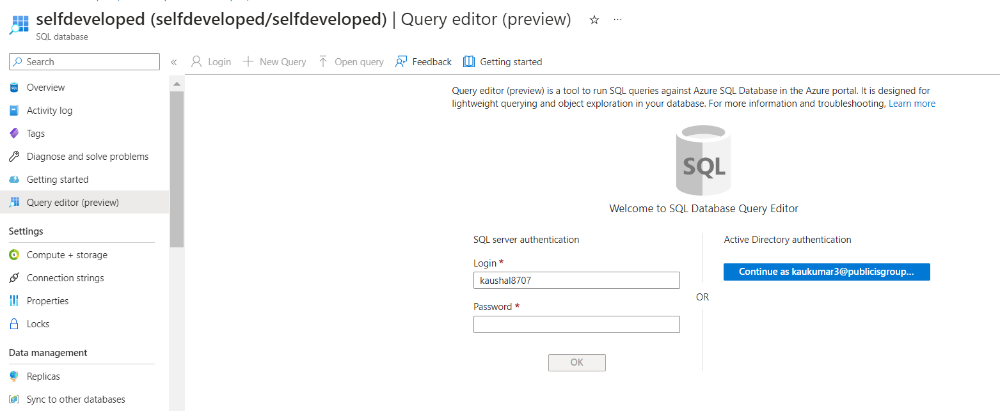 selfdeveloped (selfdeveloped/selfdeveloped) | Query editor (preview) ☆ ...
SQL database
Search
«
Login
New Query
Open query
Feedback
Getting started
Overview
Activity log
Tags
Diagnose and solve problems
Getting started
Query editor (preview)
Settings
Compute + storage
Connection strings
Properties
Locks
Data management
Replicas
Sync to other databases
Query editor (preview) is a tool to run SQL queries against Azure SQL Database in the Azure portal. It is designed for
lightweight querying and object exploration in your database. For more information and troubleshooting, Learn more
SQL
Welcome to SQL Database Query Editor
SQL server authentication
Login *
kaushal8707
Password *
OK
OR
Active Directory authentication
Continue as kaukumar3@publicisgroup...